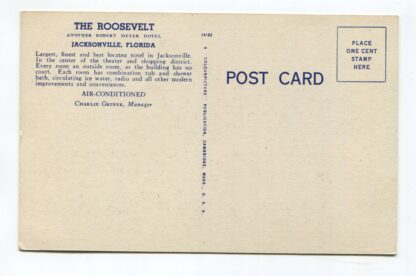 THE ROOSEVELT
ANOTHER ROBERT MEYER HOTEL
JACKSONVILLE, FLORIDA
Largest, finest and best located hotel in Jacksonville.
In the center of the theater and shopping district.
Every room an outside room, as the building has no
court. Each room has combination tub and shower
bath, circulating ice water, radio and all other modern
improvements and conveniences.
AIR-CONDITIONED
CHARLIE GRINER, Manager
A COLOURPICTURE PUBLICATION, CAMBRIDGE, MASS., U. S. A.
POST CARD
PLACE
ONE CENT
STAMP
HERE